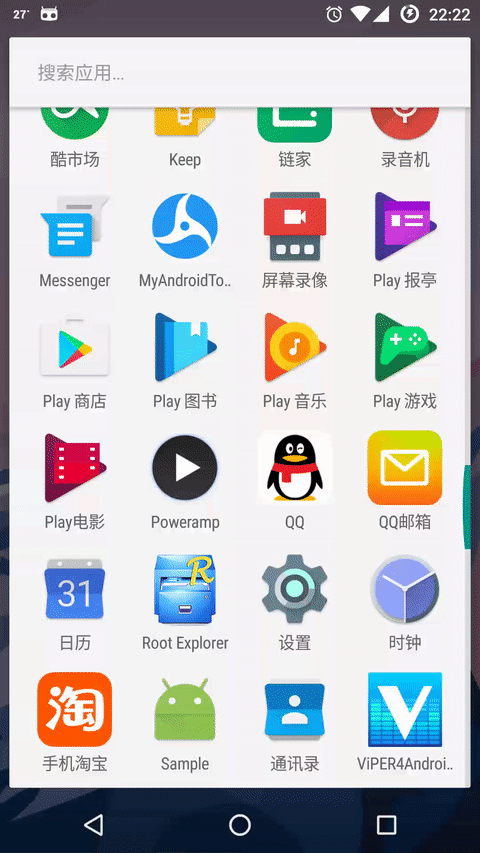 27° 22:22
搜索应用...
酷市场 Keep 链家 录音机
Messenger MyAndroidTo.. 屏幕录像 Play 报亭
Play 商店 Play 图书 Play 音乐 Play 游戏
Play电影 Poweramp QQ QQ邮箱
31 R
日历 Root Explorer 设置 时钟
淘 V
手机淘宝 Sample 通讯录 ViPER4Androi..